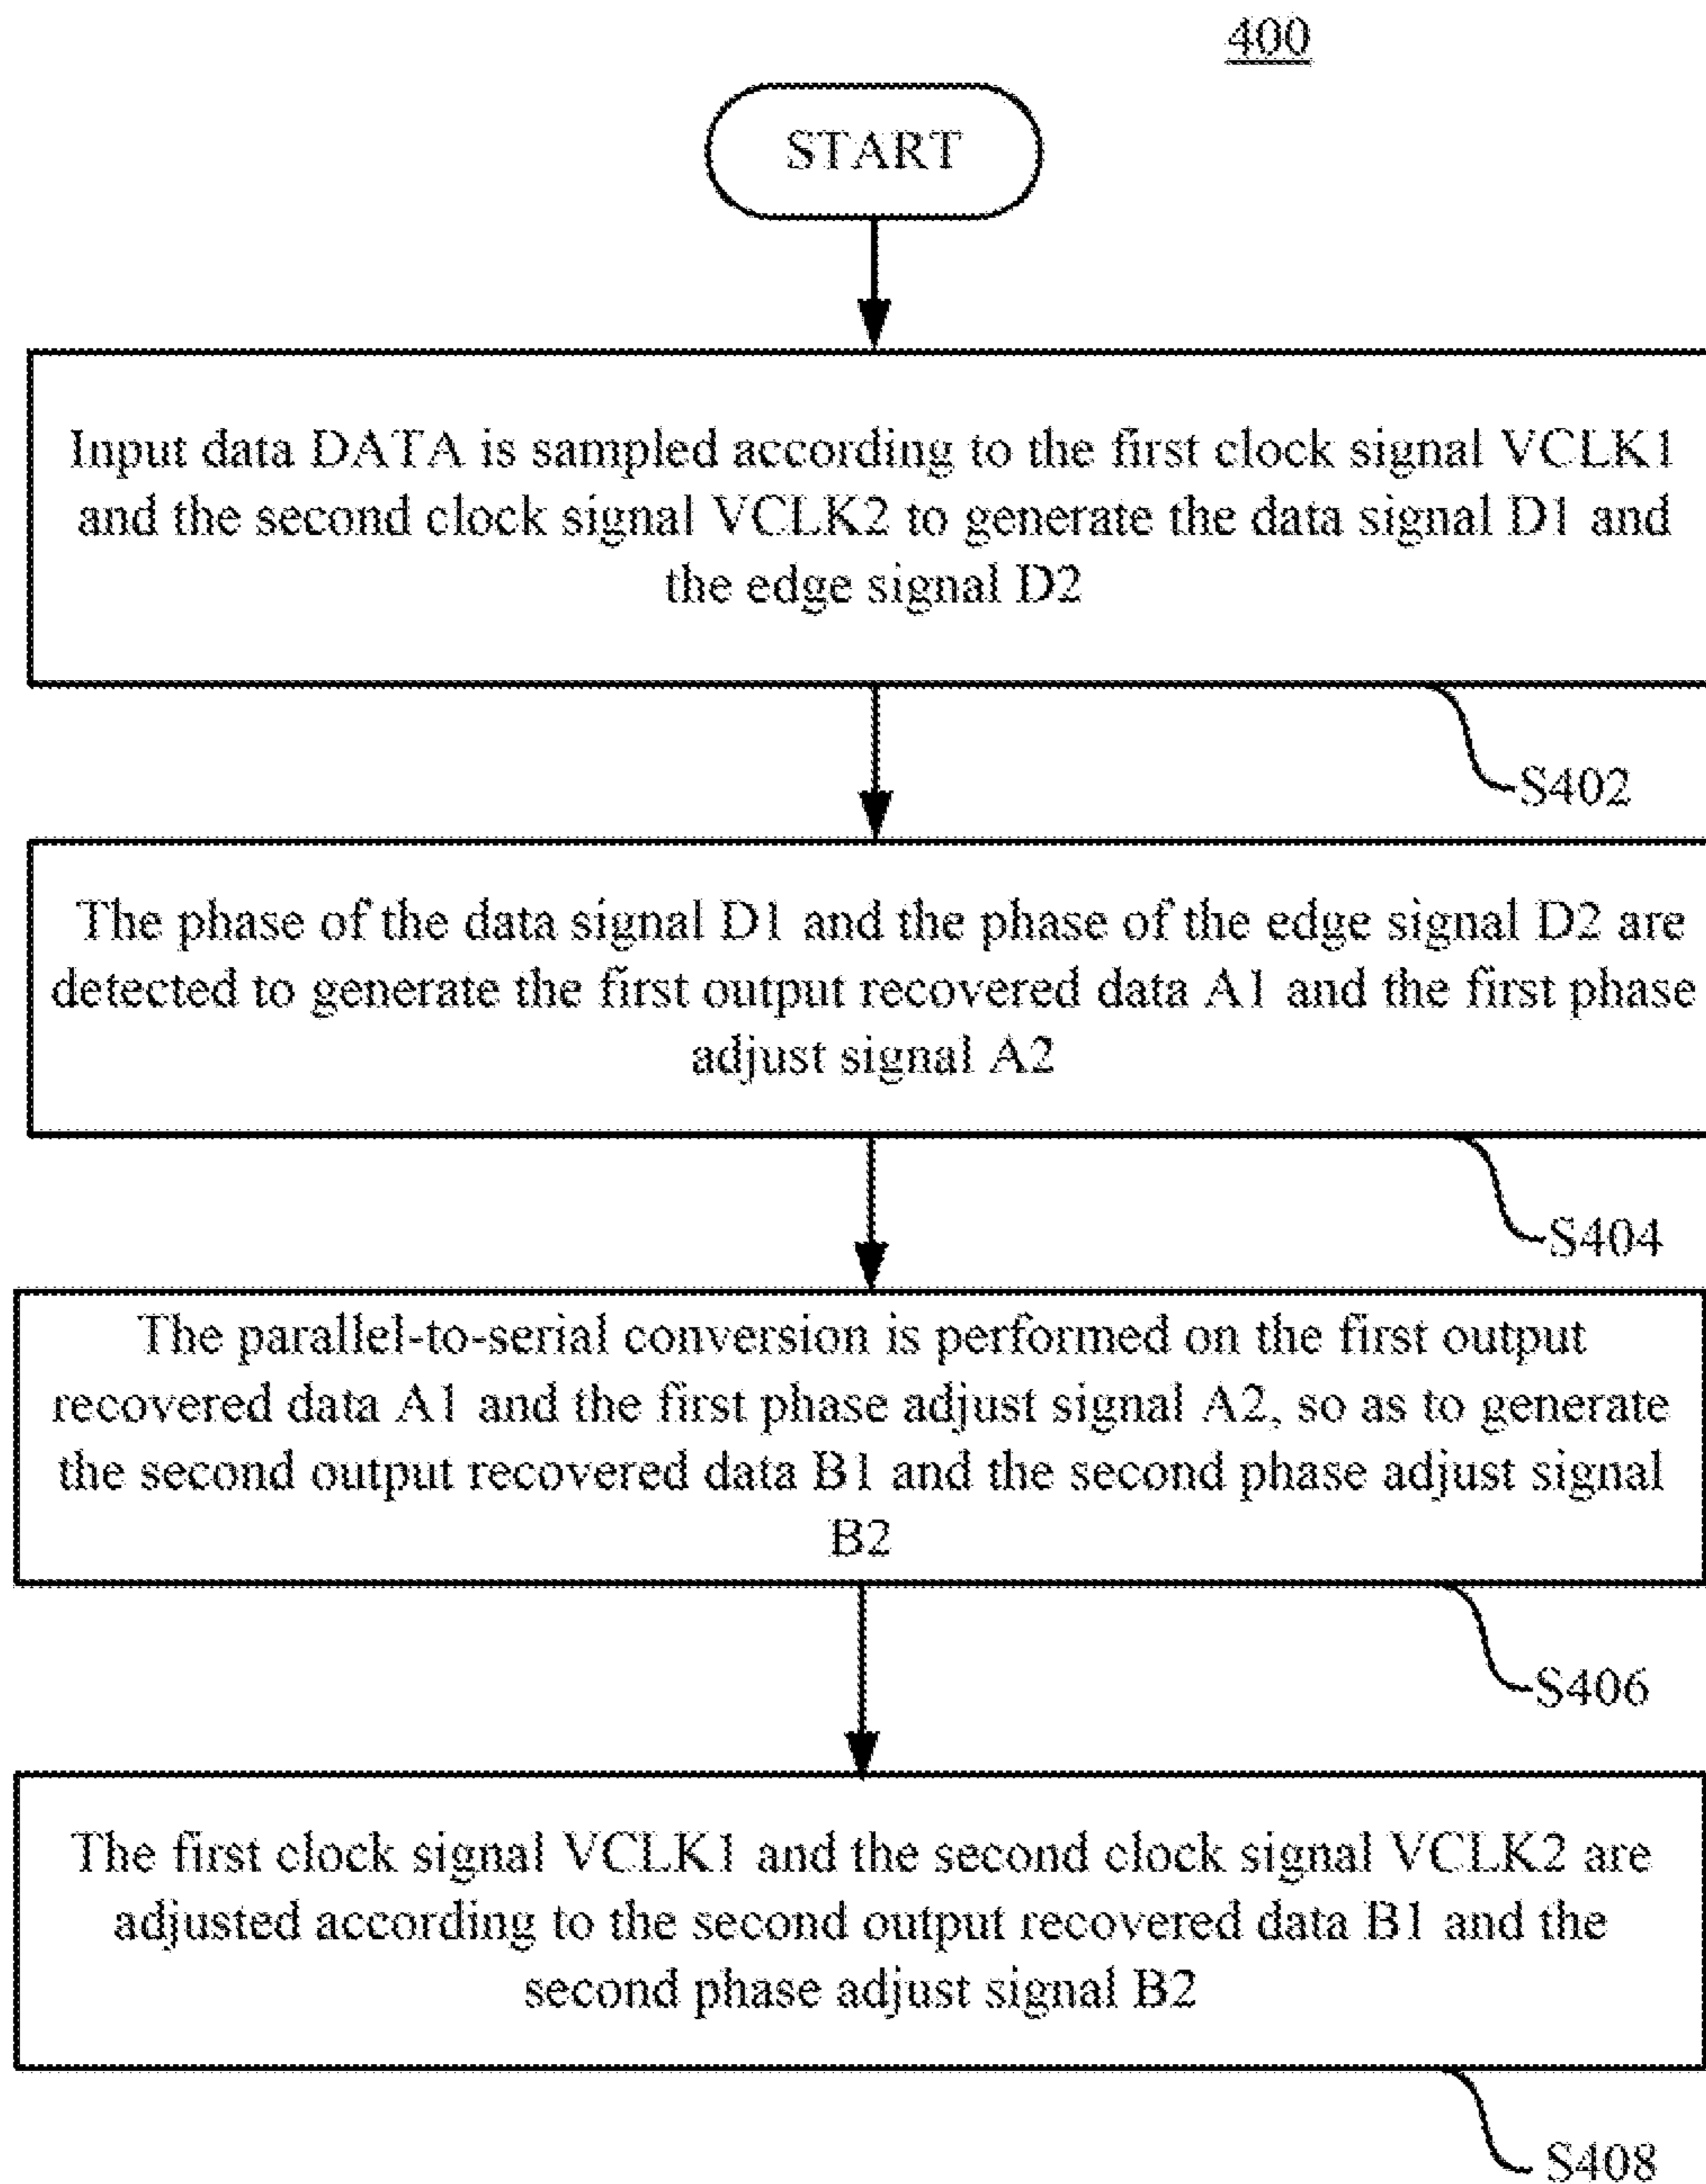 400
START
Input data DATA is sampled according to the first clock signal VCLK1
and the second clock signal VCLK2 to generate the data signal D1 and
the edge signal D2
S402
The phase of the data signal D1 and the phase of the edge signal D2 are
detected to generate the first output recovered data A1 and the first phase
adjust signal A2
S404
The parallel-to-serial conversion is performed on the first output
recovered data A1 and the first phase adjust signal A2, so as to generate
the second output recovered data B1 and the second phase adjust signal
B2
S406
The first clock signal VCLK1 and the second clock signal VCLK2 are
adjusted according to the second output recovered data B1 and the
second phase adjust signal B2
S408